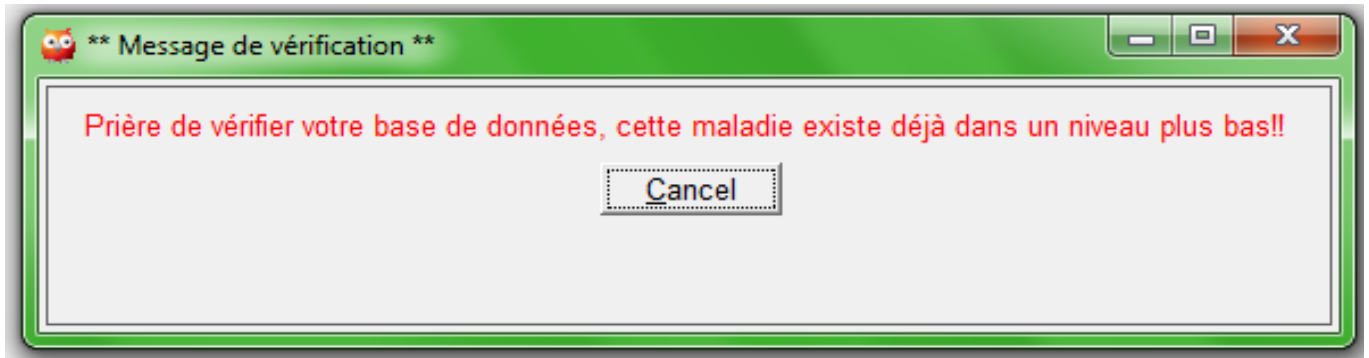 ** Message de vérification **
Prière de vérifier votre base de données, cette maladie existe déjà dans un niveau plus bas!!
Cancel